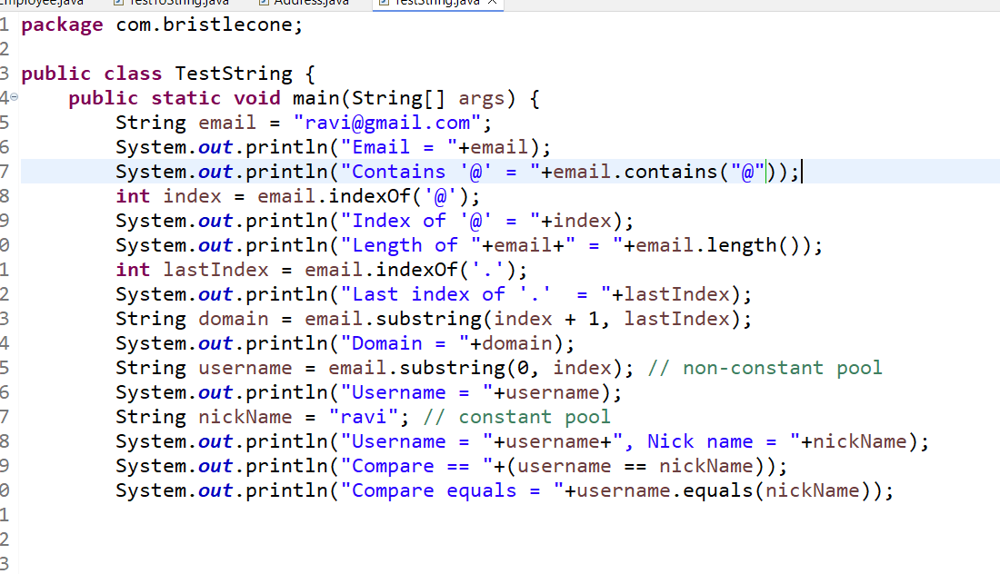 TestToString.java Address.java TestString.java
1 package com.bristlecone;
2
3 public class TestString {
4 public static void main(String[] args) {
5 String email = "ravi@gmail.com";
6 System.out.println("Email = "+email);
7 System.out.println("Contains '@' = "+email.contains("@"));
8 int index = email.indexOf('@');
9 System.out.println("Index of '@' = "+index);
0 System.out.println("Length of "+email+" = "+email.length());
1 int lastIndex = email.indexOf('.');
2 System.out.println("Last index of '.'  = "+lastIndex);
3 String domain = email.substring(index + 1, lastIndex);
4 System.out.println("Domain = "+domain);
5 String username = email.substring(0, index); // non-constant pool
6 System.out.println("Username = "+username);
7 String nickName = "ravi"; // constant pool
8 System.out.println("Username = "+username+", Nick name = "+nickName);
9 System.out.println("Compare == "+(username == nickName));
0 System.out.println("Compare equals = "+username.equals(nickName));
1
2
3